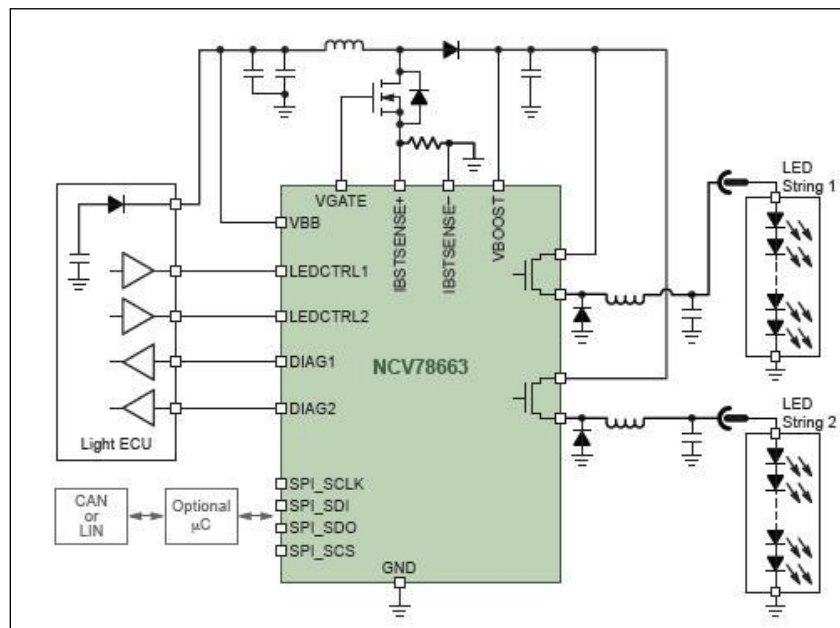 LED
String 1
VGATE
IBSTSENSE+
IBSTSENSE−
VBOOST
VBB
LEDCTRL1
LEDCTRL2
DIAG1
NCV78663
DIAG2
Light ECU
LED
String 2
SPI_SCLK
SPI_SDI
SPI_SDO
SPI_SCS
CAN
or
LIN
Optional
μC
GND